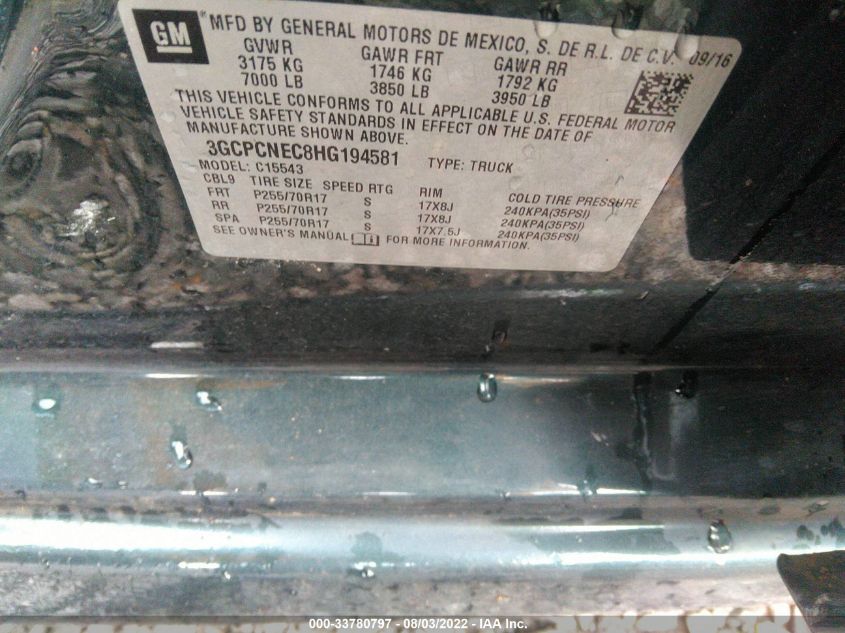 GM
MFD BY GENERAL MOTORS DE MEXICO, S. DE R.L. DE C.V. 09/16
GVWR GAWR FRT GAWR RR
3175 KG 1746 KG 1792 KG
7000 LB 3850 LB 3950 LB
THIS VEHICLE CONFORMS TO ALL APPLICABLE U.S. FEDERAL MOTOR
VEHICLE SAFETY STANDARDS IN EFFECT ON THE DATE OF
MANUFACTURE SHOWN ABOVE.
3GCPCNEC8HG194581 TYPE: TRUCK
MODEL: C15543
CBL9 TIRE SIZE SPEED RTG RIM COLD TIRE PRESSURE
FRT P255/70R17 S 17X8J 240KPA(35PSI)
RR P255/70R17 S 17X8J 240KPA(35PSI)
SPA P255/70R17 S 17X7.5J 240KPA(35PSI)
SEE OWNER'S MANUAL FOR MORE INFORMATION.
000-33780797 - 08/03/2022 - IAA Inc.